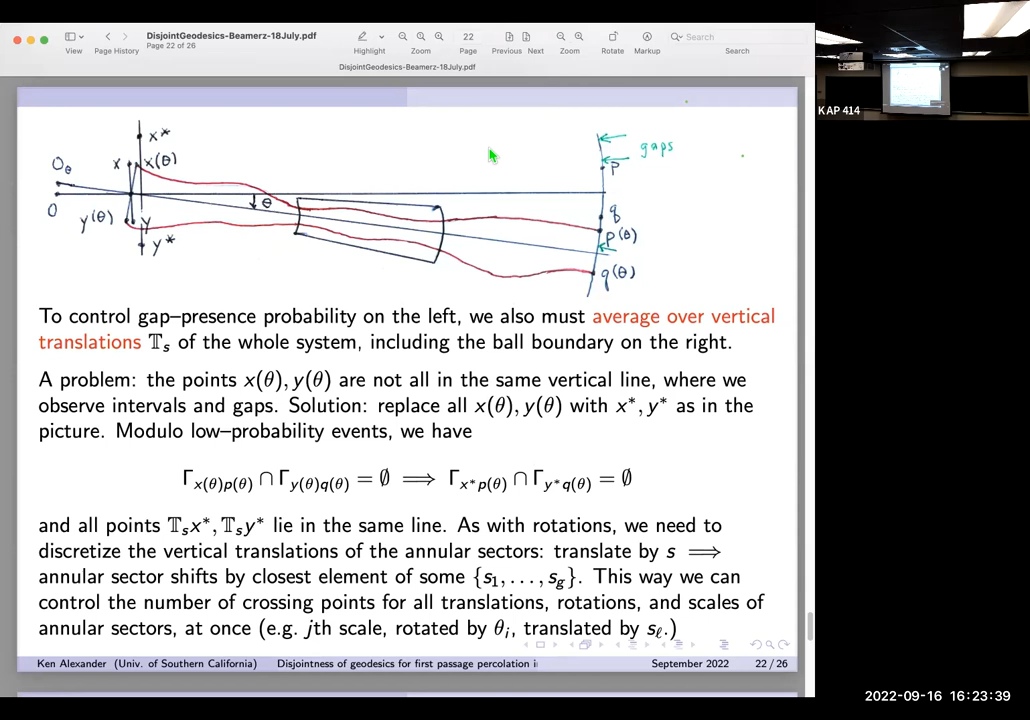 DisjointGeodesics-Beamerz-18July.pdf
Page 22 of 26
View
Page History
Highlight
Zoom
22
Page
Previous
Next
Zoom
Rotate
Markup
Search
Search
DisjointGeodesics-Beamerz-18July.pdf
KAP 414
x*
gaps
O_θ
x
x(θ)
p
θ
O
y(θ)
y
q
p(θ)
y*
q(θ)
To control gap–presence probability on the left, we also must average over vertical
translations 𝕋_s of the whole system, including the ball boundary on the right.
A problem: the points x(θ), y(θ) are not all in the same vertical line, where we
observe intervals and gaps. Solution: replace all x(θ), y(θ) with x*, y* as in the
picture. Modulo low–probability events, we have
Γ_{x(θ)p(θ)} ∩ Γ_{y(θ)q(θ)} = ∅ ⟹ Γ_{x*p(θ)} ∩ Γ_{y*q(θ)} = ∅
and all points 𝕋_s x*, 𝕋_s y* lie in the same line. As with rotations, we need to
discretize the vertical translations of the annular sectors: translate by s ⟹
annular sector shifts by closest element of some {s₁, . . . , s_g}. This way we can
control the number of crossing points for all translations, rotations, and scales of
annular sectors, at once (e.g. jth scale, rotated by θ_i, translated by s_ℓ.)
Ken Alexander (Univ. of Southern California)
Disjointness of geodesics for first passage percolation i
September 2022
22 / 26
2022-09-16 16:23:39